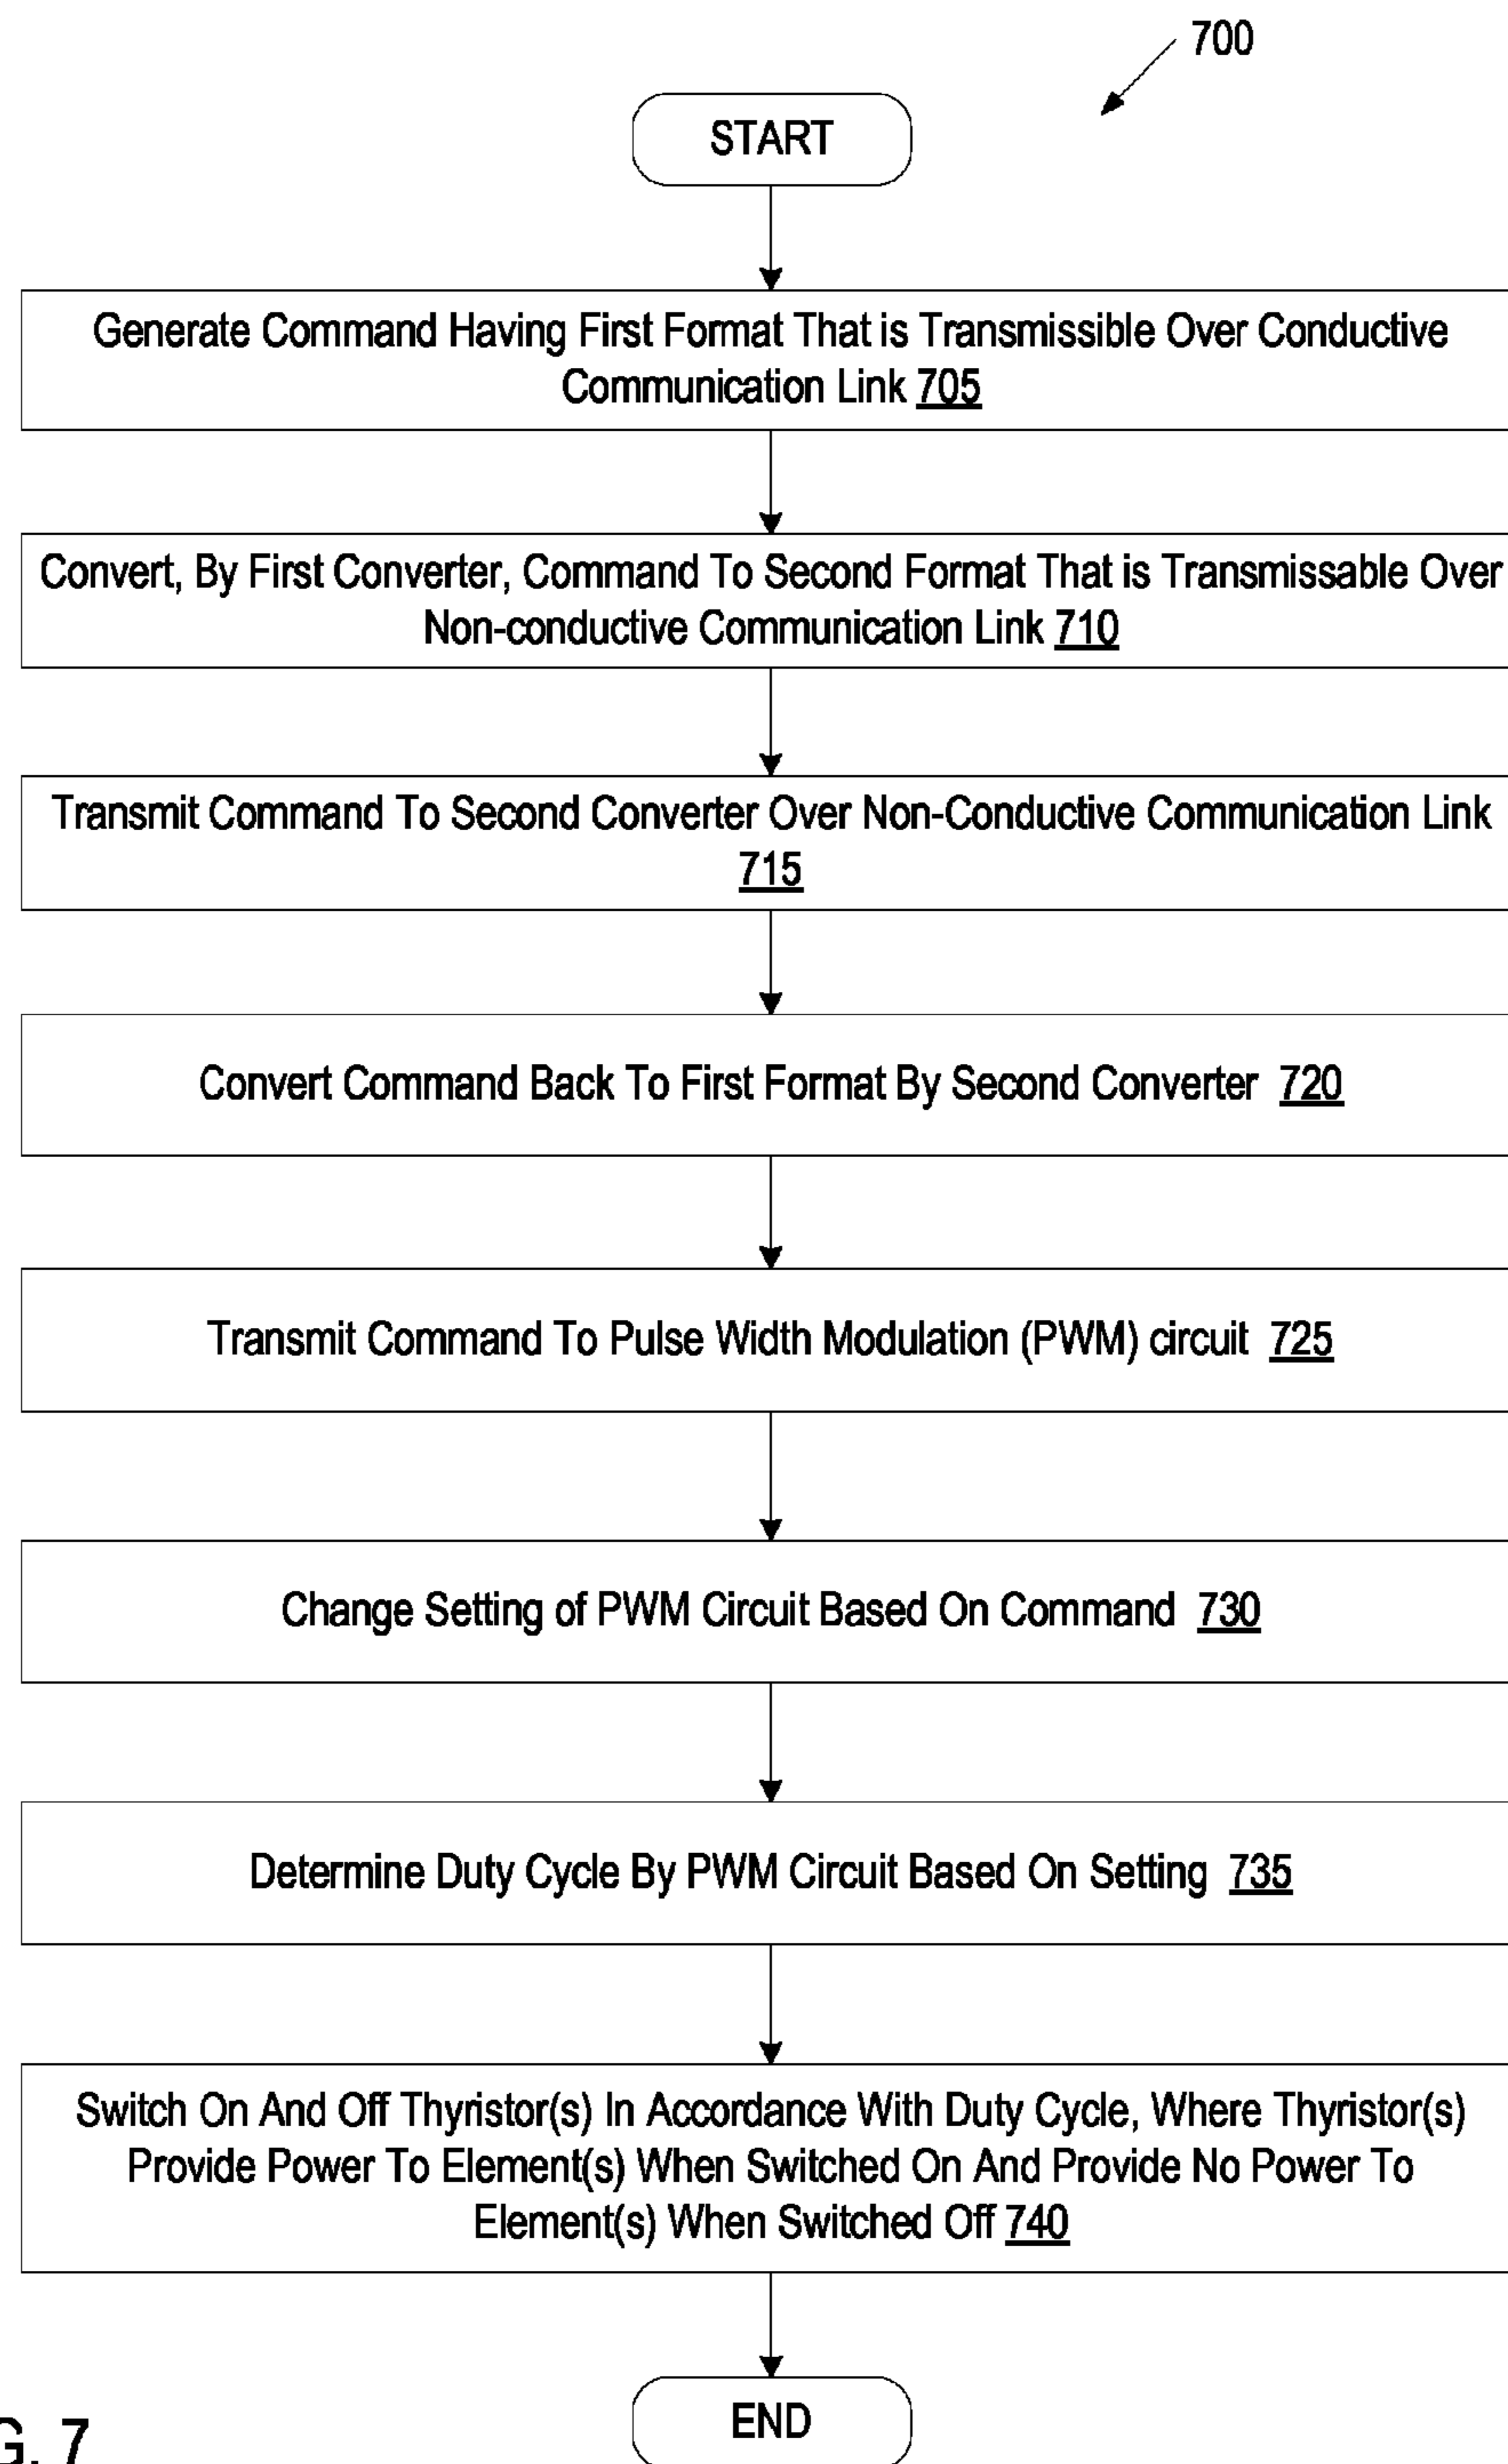 700
START
Generate Command Having First Format That is Transmissible Over Conductive
Communication Link 705
Convert, By First Converter, Command To Second Format That is Transmissable Over
Non-conductive Communication Link 710
Transmit Command To Second Converter Over Non-Conductive Communication Link
715
Convert Command Back To First Format By Second Converter 720
Transmit Command To Pulse Width Modulation (PWM) circuit 725
Change Setting of PWM Circuit Based On Command 730
Determine Duty Cycle By PWM Circuit Based On Setting 735
Switch On And Off Thyristor(s) In Accordance With Duty Cycle, Where Thyristor(s)
Provide Power To Element(s) When Switched On And Provide No Power To
Element(s) When Switched Off 740
END
G. 7